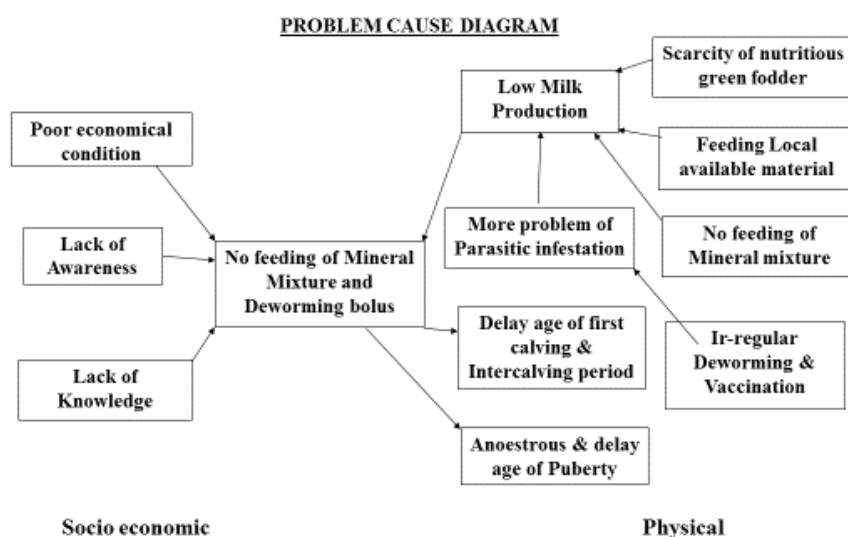 PROBLEM CAUSE DIAGRAM
Scarcity of nutritious
green fodder
Low Milk
Production
Poor economical
condition
Feeding Local
available material
More problem of
Parasitic infestation
No feeding of
Mineral mixture
Lack of
Awareness
No feeding of Mineral
Mixture and
Deworming bolus
Delay age of first
calving &
Intercalving period
Ir-regular
Deworming &
Vaccination
Lack of
Knowledge
Anoestrous & delay
age of Puberty
Socio economic
Physical